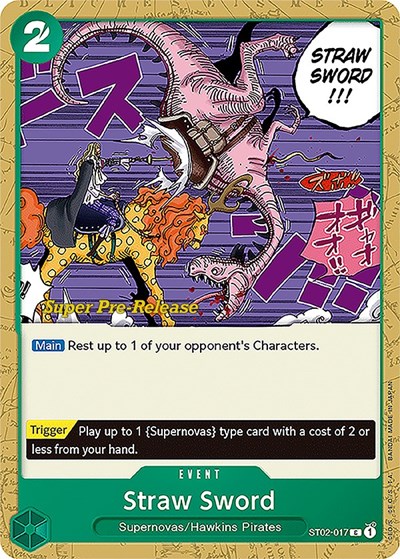 2
STRAW
SWORD
!!!
Super Pre-Release
Main Rest up to 1 of your opponent's Characters.
Trigger Play up to 1 {Supernovas} type card with a cost of 2 or
less from your hand.
EVENT
Straw Sword
Supernovas/Hawkins Pirates
ST02-017 C 1